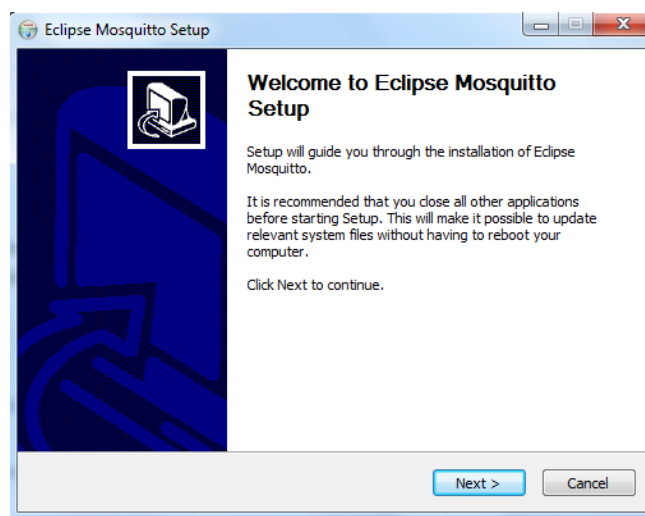 Eclipse Mosquitto Setup
Welcome to Eclipse Mosquitto
Setup
Setup will guide you through the installation of Eclipse
Mosquitto.
It is recommended that you close all other applications
before starting Setup. This will make it possible to update
relevant system files without having to reboot your
computer.
Click Next to continue.
Next >
Cancel